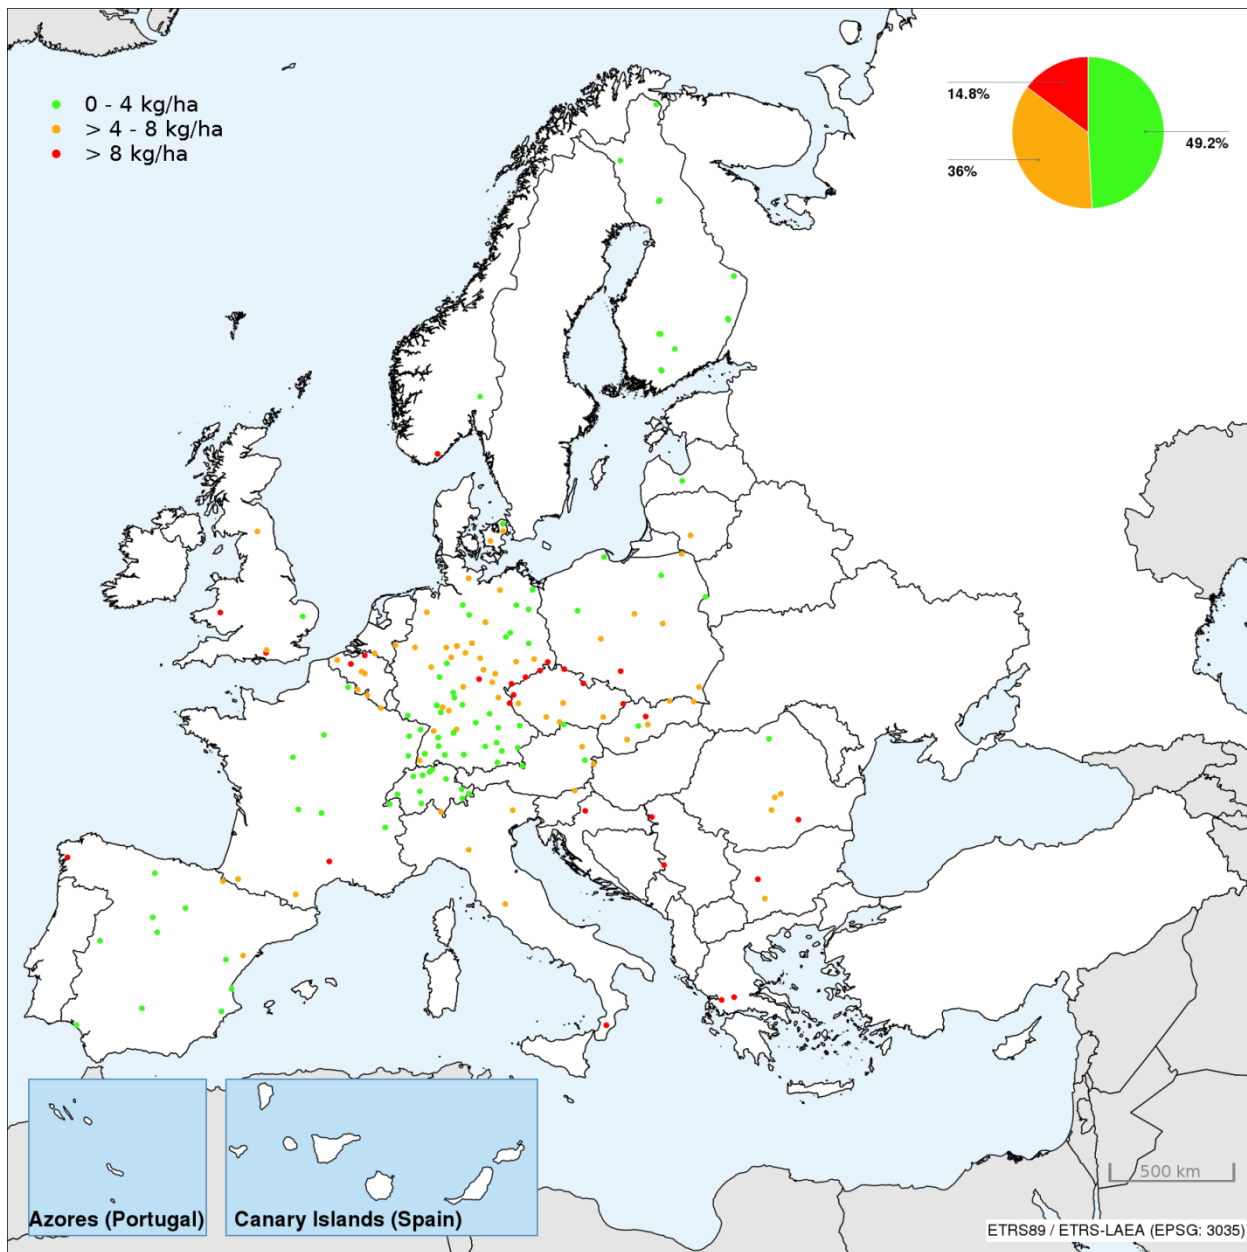 0 - 4 kg/ha
> 4 - 8 kg/ha
> 8 kg/ha
14.8%
49.2%
36%
500 km
Azores (Portugal)
Canary Islands (Spain)
ETRS89 / ETRS-LAEA (EPSG: 3035)